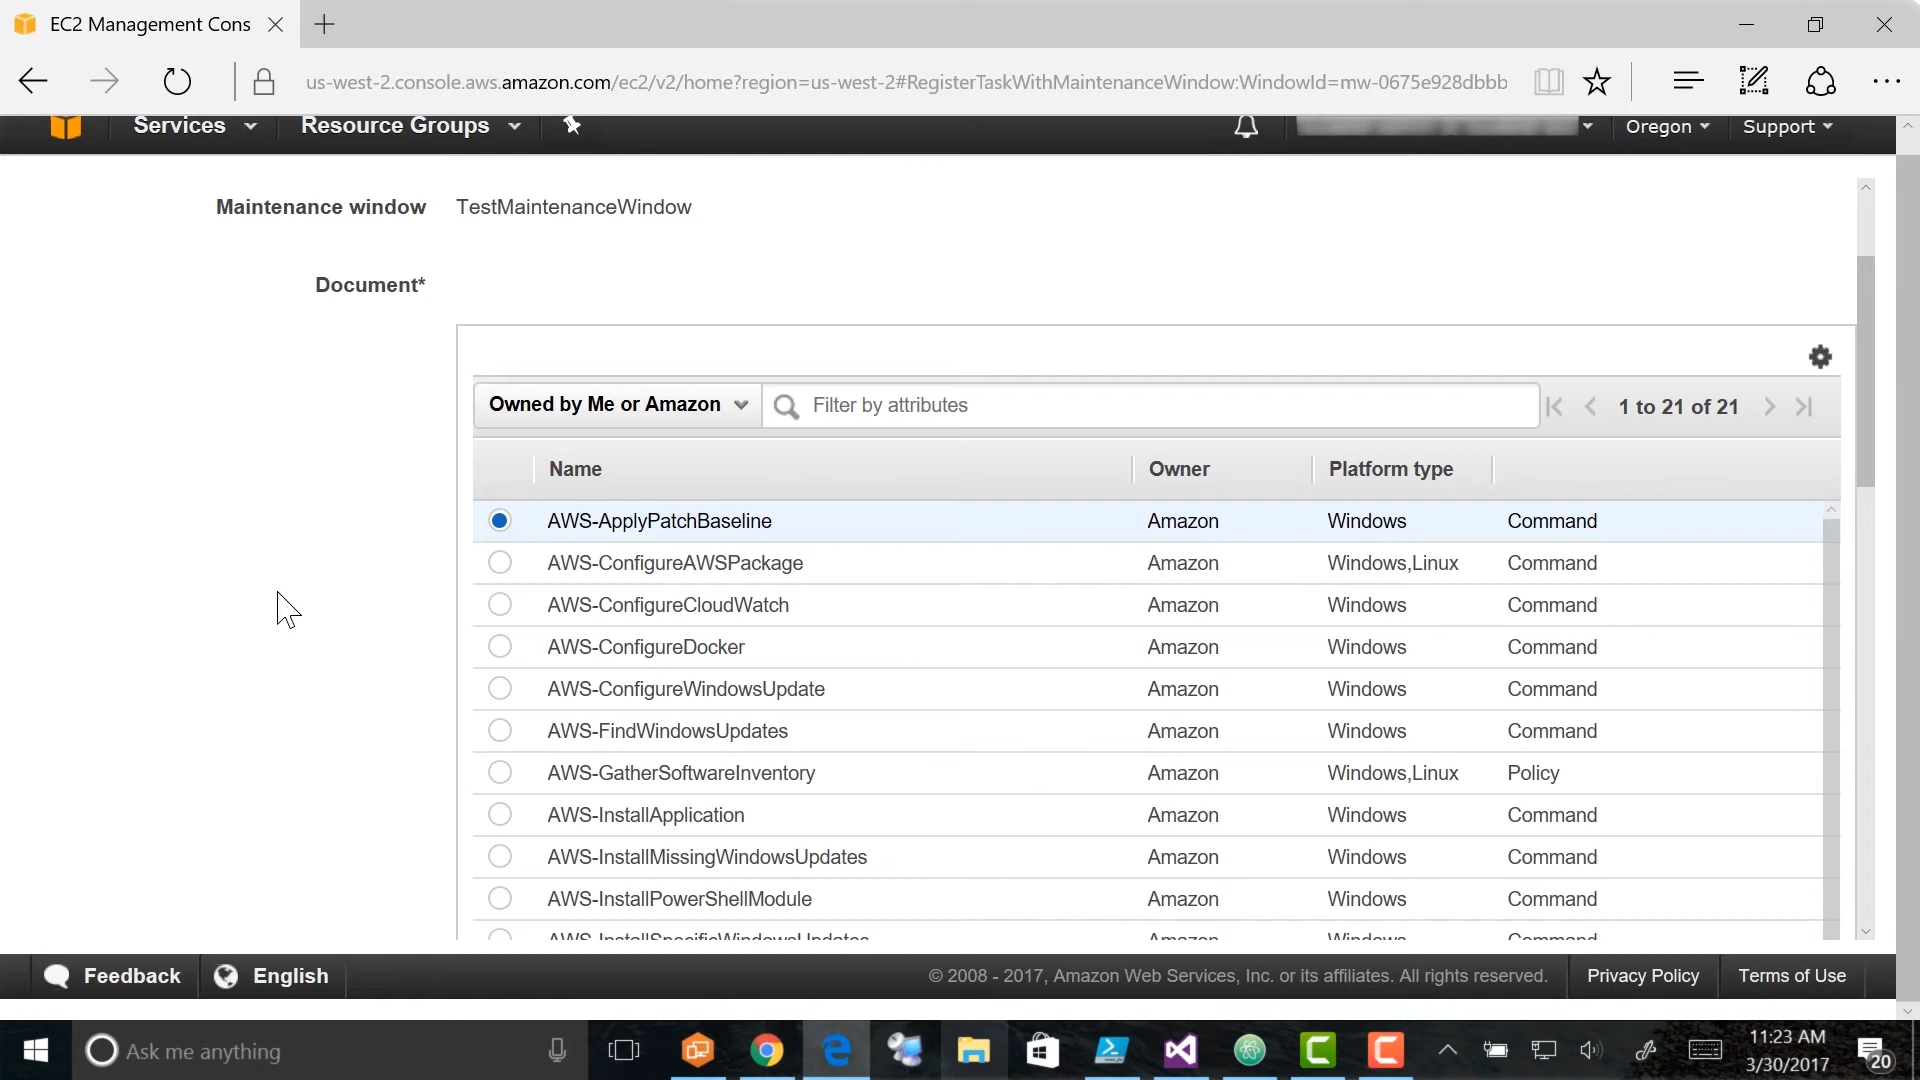 EC2 Management Cons
us-west-2.console.aws.amazon.com/ec2/v2/home?region=us-west-2#RegisterTaskWithMaintenanceWindow:WindowId=mw-0675e928dbbb
Services Resource Groups Oregon Support
Maintenance window TestMaintenanceWindow
Document*
Owned by Me or Amazon Filter by attributes 1 to 21 of 21
Name Owner Platform type
AWS-ApplyPatchBaseline Amazon Windows Command
AWS-ConfigureAWSPackage Amazon Windows,Linux Command
AWS-ConfigureCloudWatch Amazon Windows Command
AWS-ConfigureDocker Amazon Windows Command
AWS-ConfigureWindowsUpdate Amazon Windows Command
AWS-FindWindowsUpdates Amazon Windows Command
AWS-GatherSoftwareInventory Amazon Windows,Linux Policy
AWS-InstallApplication Amazon Windows Command
AWS-InstallMissingWindowsUpdates Amazon Windows Command
AWS-InstallPowerShellModule Amazon Windows Command
AWS-InstallSpecificWindowsUpdates Amazon Windows Command
Feedback English © 2008 - 2017, Amazon Web Services, Inc. or its affiliates. All rights reserved. Privacy Policy Terms of Use
Ask me anything
11:23 AM
3/30/2017
20